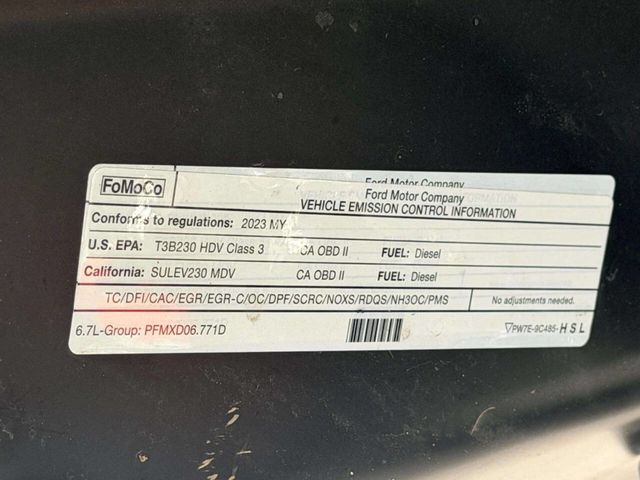 Ford Motor Company
FoMoCo
Ford Motor Company
VEHICLE EMISSION CONTROL INFORMATION
Conforms to regulations: 2023 MY
U.S. EPA: T3B230 HDV Class 3 CA OBD II FUEL: Diesel
California: SULEV230 MDV CA OBD II FUEL: Diesel
TC/DFI/CAC/EGR/EGR-C/OC/DPF/SCRC/NOXS/RDQS/NH3OC/PMS No adjustments needed.
6.7L-Group: PFMXD06.771D PW7E-9C485-HSL